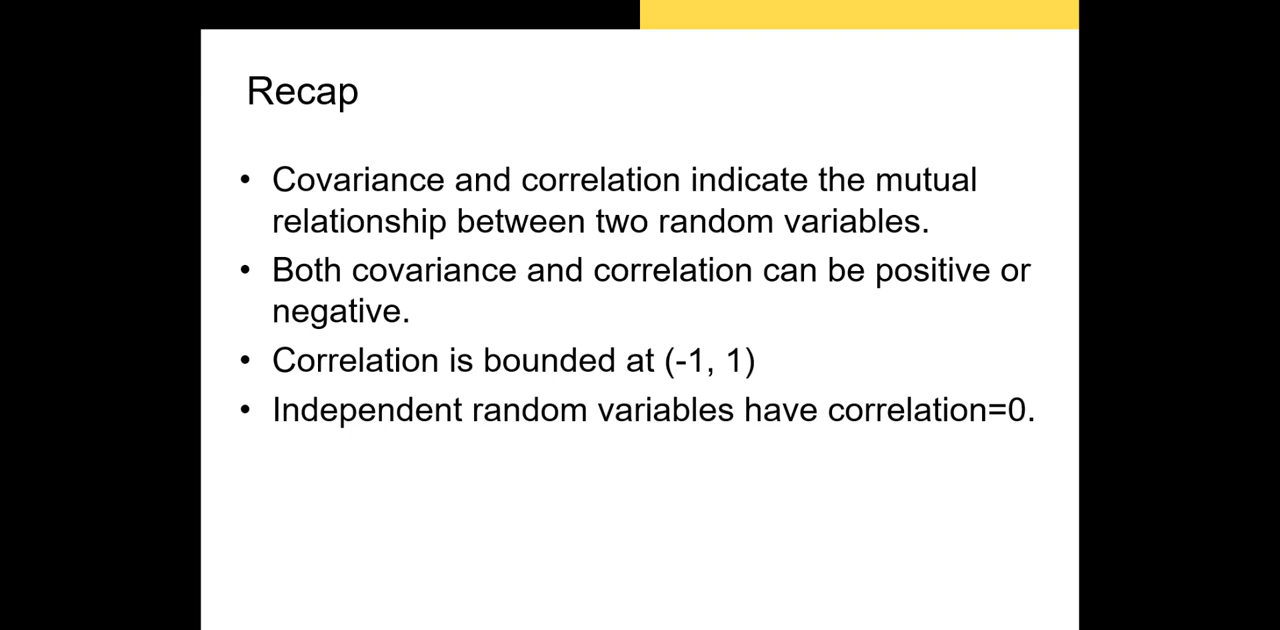 Recap
• Covariance and correlation indicate the mutual
relationship between two random variables.
• Both covariance and correlation can be positive or
negative.
• Correlation is bounded at (-1, 1)
• Independent random variables have correlation=0.